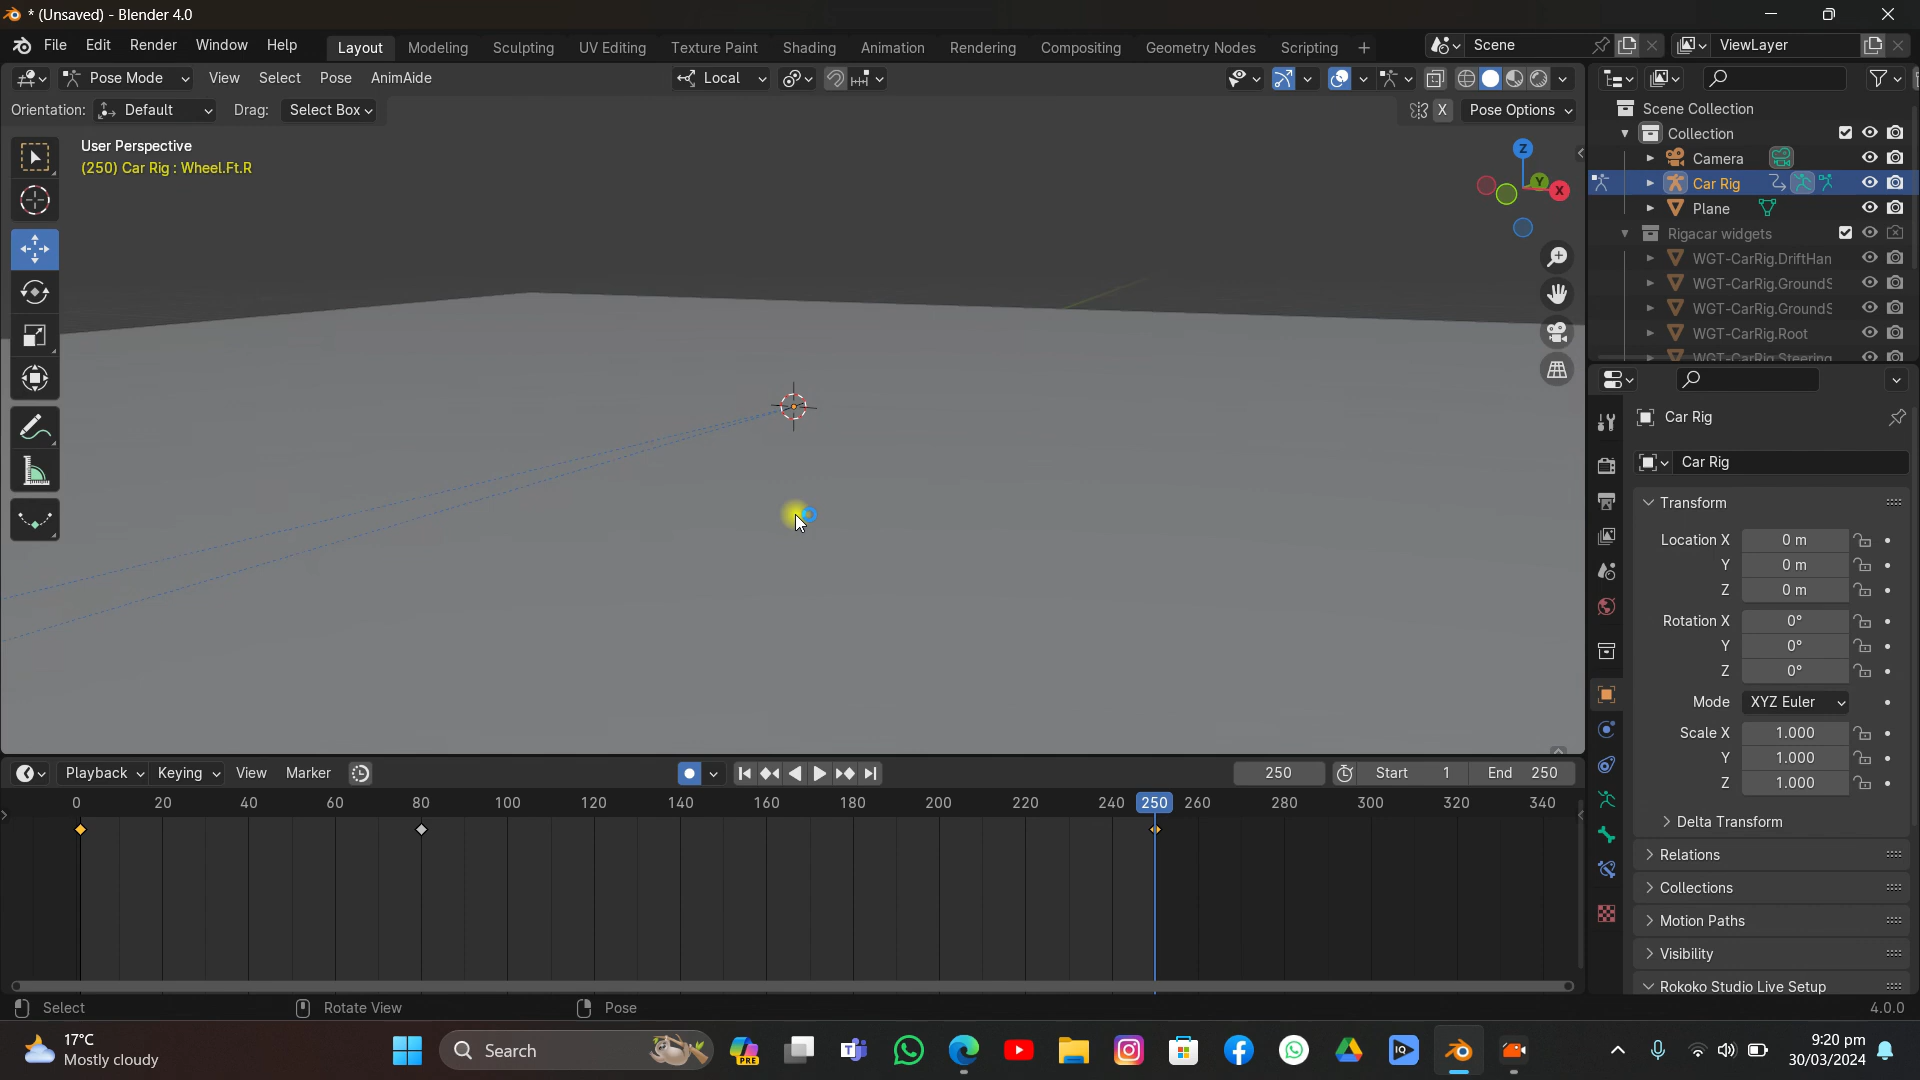 * (Unsaved) - Blender 4.0
File Edit Render Window Help
Layout Modeling Sculpting UV Editing Texture Paint Shading Animation Rendering Compositing Geometry Nodes Scripting +
Scene ViewLayer
Pose Mode View Select Pose AnimAide Local
Orientation: Default Drag: Select Box
X Pose Options
User Perspective
(250) Car Rig : Wheel.Ft.R
Z
Y
X
Scene Collection
Collection
Camera
Car Rig
Plane
Rigacar widgets
WGT-CarRig.DriftHan
WGT-CarRig.GroundS
WGT-CarRig.GroundS
WGT-CarRig.Root
WGT-CarRig.Steering
Car Rig
Car Rig
Transform
Location X 0 m
Y 0 m
Z 0 m
Rotation X 0°
Y 0°
Z 0°
Mode XYZ Euler
Scale X 1.000
Y 1.000
Z 1.000
Delta Transform
Relations
Collections
Motion Paths
Visibility
Rokoko Studio Live Setup
Playback Keying View Marker
250 Start 1 End 250
0 20 40 60 80 100 120 140 160 180 200 220 240 250 260 280 300 320 340
Select Rotate View Pose 4.0.0
17°C
Mostly cloudy
Search
PRE
IQ
9:20 pm
30/03/2024